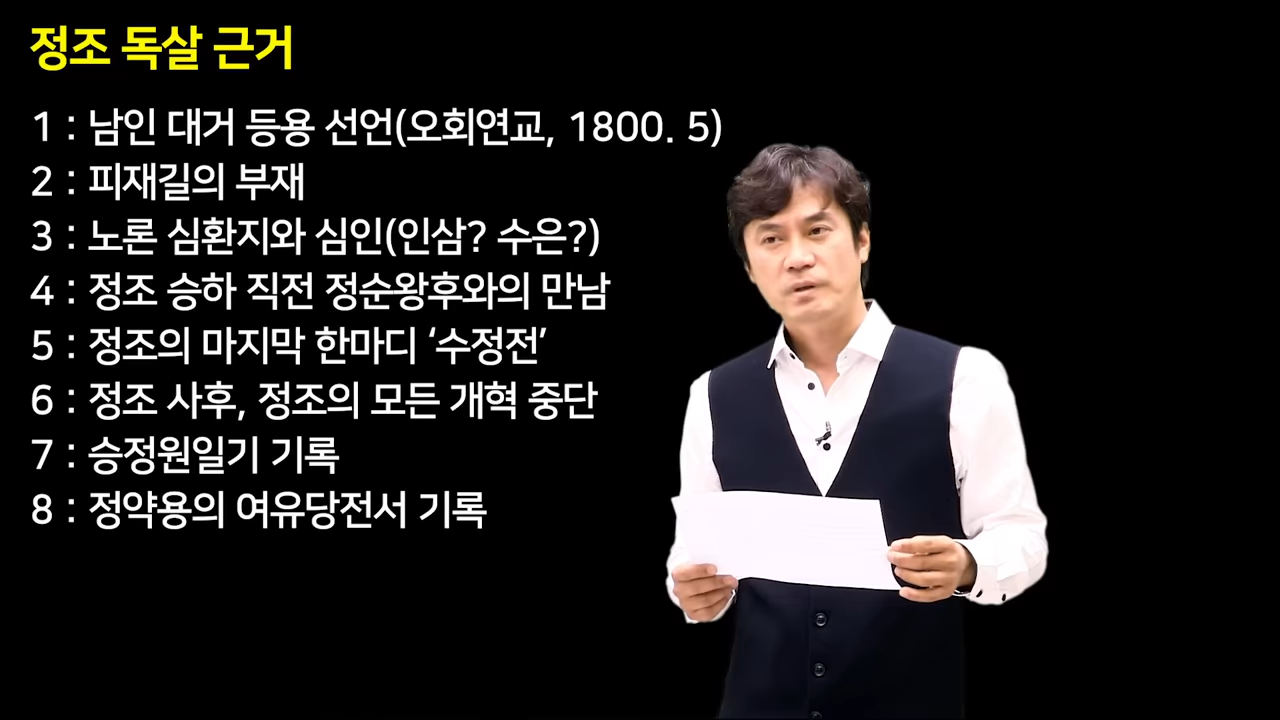 정조 독살 근거
1 : 남인 대거 등용 선언(오회연교, 1800. 5)
2 : 피재길의 부재
3 : 노론 심환지와 심인(인삼? 수은?)
4 : 정조 승하 직전 정순왕후와의 만남
5 : 정조의 마지막 한마디 ‘수정전’
6 : 정조 사후, 정조의 모든 개혁 중단
7 : 승정원일기 기록
8 : 정약용의 여유당전서 기록